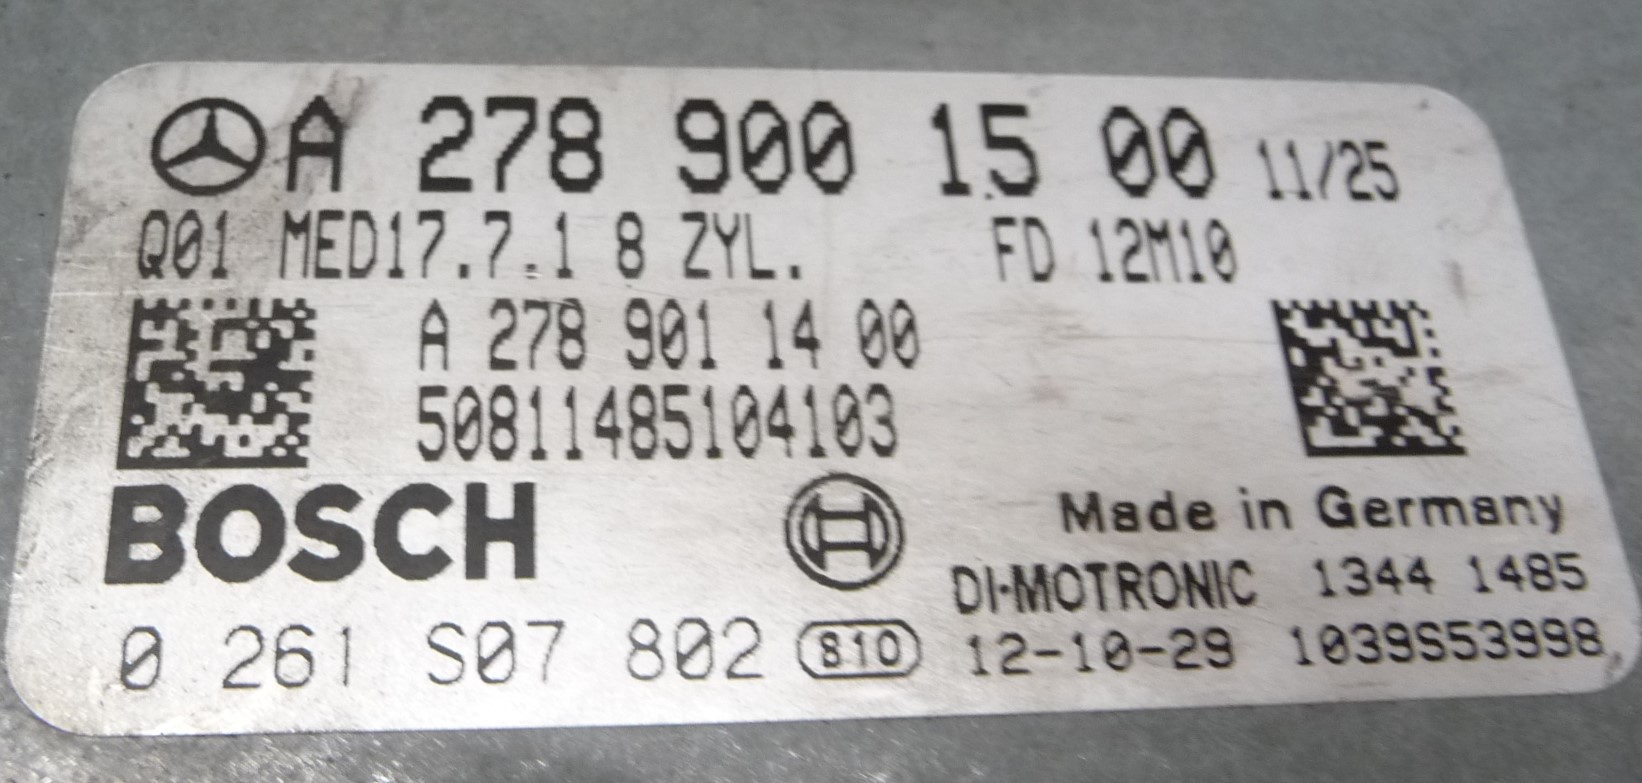 A 278 900 15 00 11/25
Q01 MED17.7.1 8 ZYL. FD 12M10
A 278 901 14 00
50811485104103
BOSCH
Made in Germany
DI-MOTRONIC 1344 1485
0 261 S07 802 810 12-10-29 1039S53998